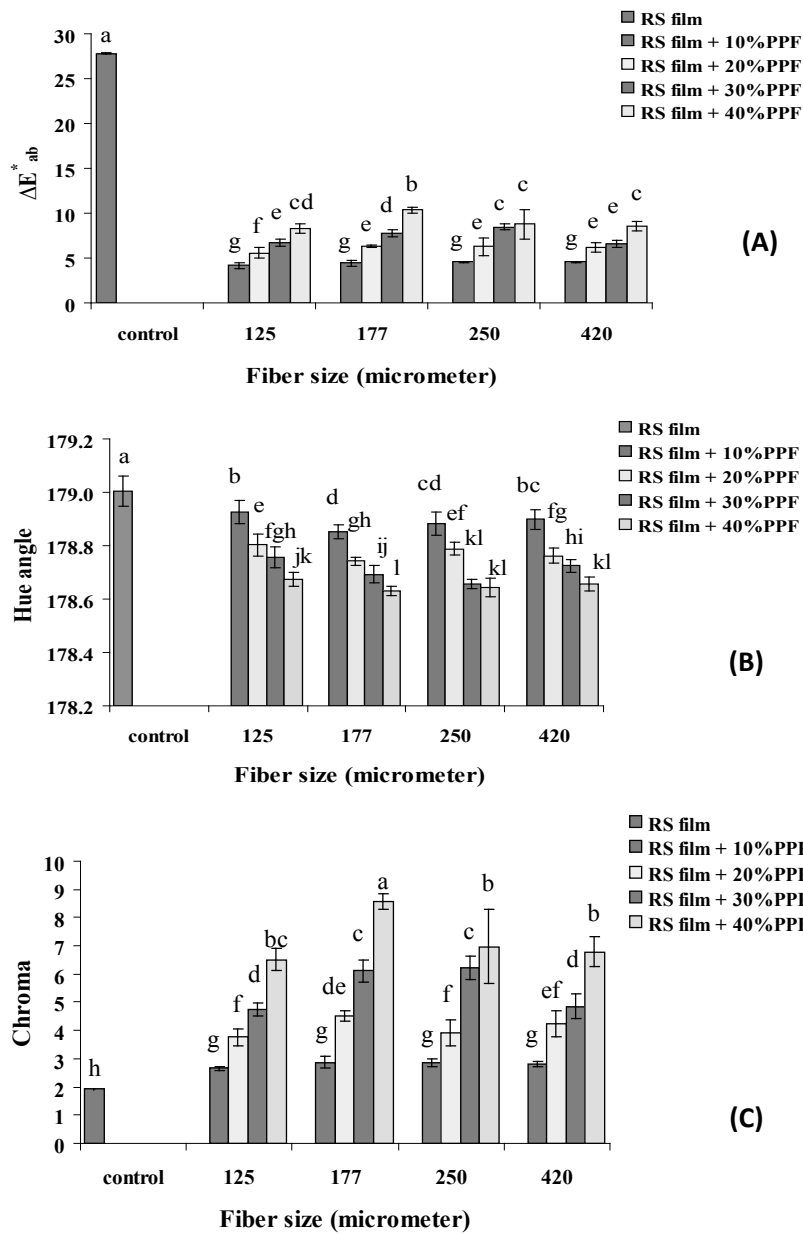 RS film
RS film + 10%PPF
RS film + 20%PPF
RS film + 30%PPF
RS film + 40%PPF
30
25
20
15
10
5
0
ΔE*ab
a
g f e cd
g e d b
g e c c
g e e c
control 125 177 250 420
Fiber size (micrometer)
(A)
RS film
RS film + 10%PPF
RS film + 20%PPF
RS film + 30%PPF
RS film + 40%PPF
179.2
179.0
178.8
178.6
178.4
178.2
Hue angle
a
b e fgh jk
d gh ij l
cd ef kl kl
bc fg hi kl
control 125 177 250 420
Fiber size (micrometer)
(B)
RS film
RS film + 10%PPF
RS film + 20%PPF
RS film + 30%PPF
RS film + 40%PPF
10
9
8
7
6
5
4
3
2
1
0
Chroma
h
g f d bc
g de c a
g f c b
g ef d b
control 125 177 250 420
Fiber size (micrometer)
(C)